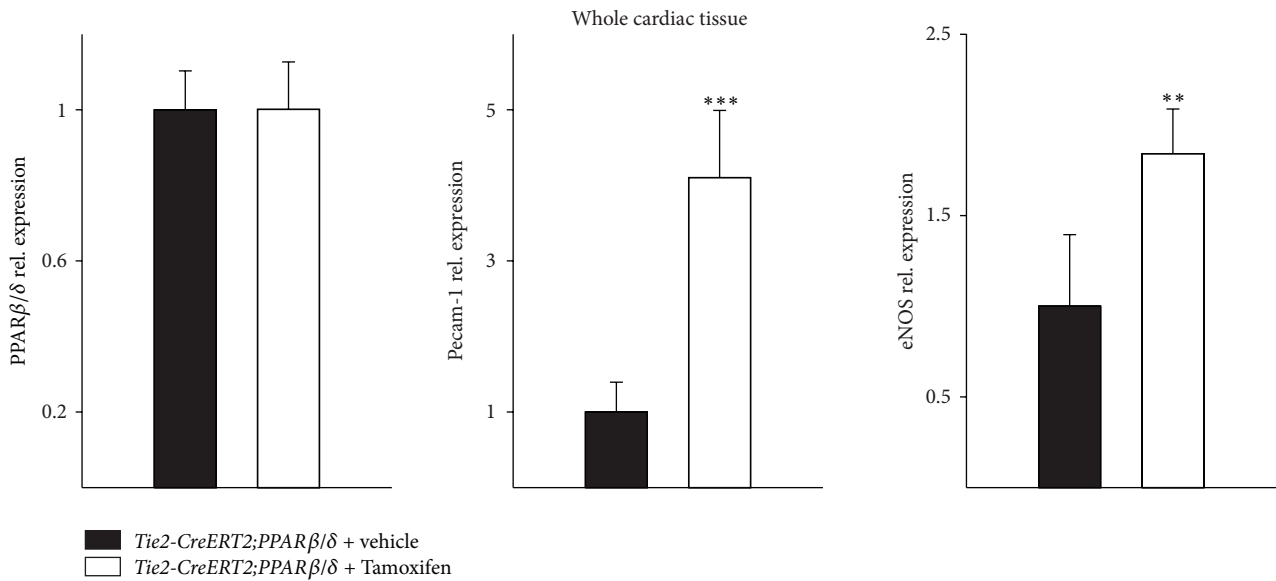 Whole cardiac tissue
PPARβ/δ rel. expression
1
0.6
0.2
Pecam-1 rel. expression
5
3
1
***
eNOS rel. expression
2.5
1.5
0.5
**
Tie2-CreERT2;PPARβ/δ + vehicle
Tie2-CreERT2;PPARβ/δ + Tamoxifen